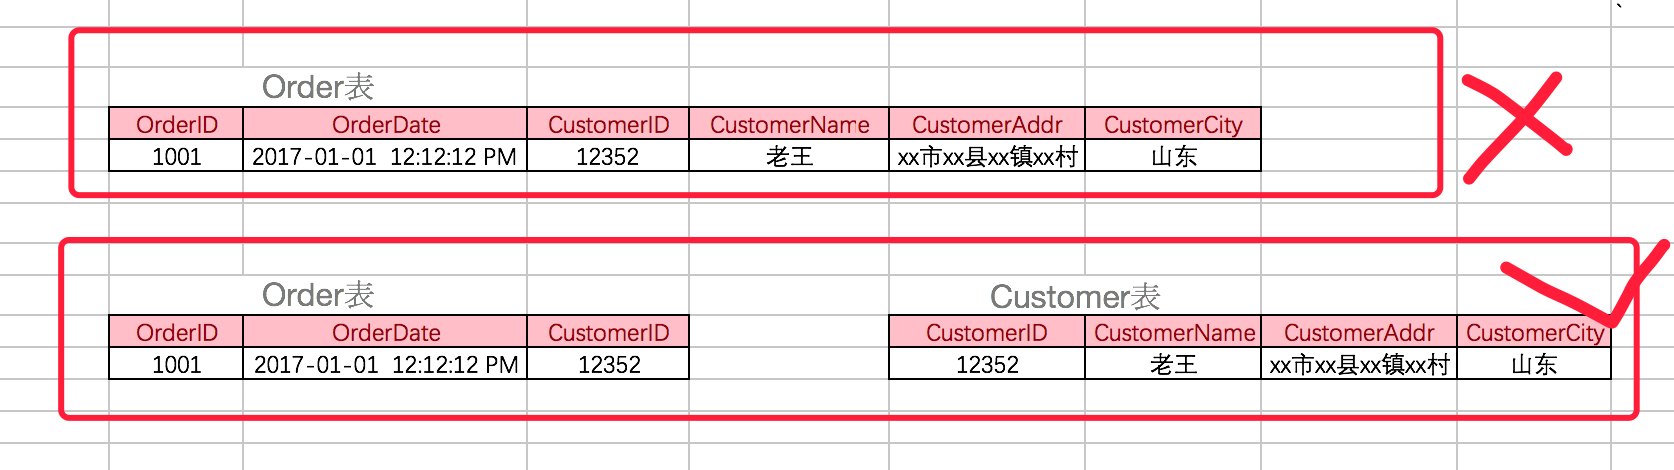 Order表
OrderID OrderDate CustomerID CustomerName CustomerAddr CustomerCity
1001 2017-01-01 12:12:12 PM 12352 老王 xx市xx县xx镇xx村 山东
Order表 Customer表
OrderID OrderDate CustomerID CustomerID CustomerName CustomerAddr CustomerCity
1001 2017-01-01 12:12:12 PM 12352 12352 老王 xx市xx县xx镇xx村 山东